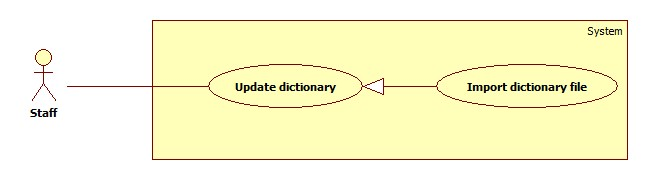 System
Update dictionary
Import dictionary file
Staff